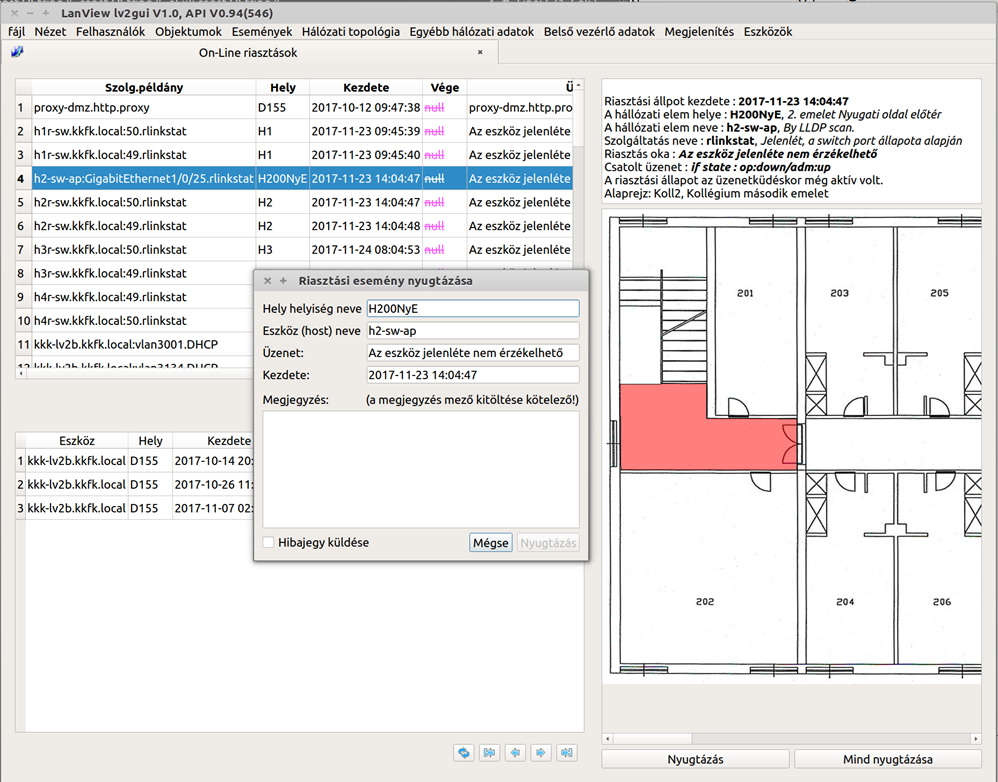 LanView lv2gui V1.0, API V0.94(546)
fájl Nézet Felhasználók Objektumok Események Hálózati topológia Egyébb hálózati adatok Belső vezérlő adatok Megjelenítés Eszközök
On-Line riasztások
Szolg.példány Hely Kezdete Vége Ü
1 proxy-dmz.http.proxy D155 2017-10-12 09:47:38 null proxy-dmz.http.pro
2 h1r-sw.kkfk.local:50.rlinkstat H1 2017-11-23 09:45:39 null Az eszköz jelenléte
3 h1r-sw.kkfk.local:49.rlinkstat H1 2017-11-23 09:45:40 null Az eszköz jelenléte
4 h2-sw-ap:GigabitEthernet1/0/25.rlinkstat H200NyE 2017-11-23 14:04:47 null Az eszköz jelenléte
5 h2r-sw.kkfk.local:50.rlinkstat H2 2017-11-23 14:04:47 null Az eszköz jelenléte
6 h2r-sw.kkfk.local:49.rlinkstat H2 2017-11-23 14:04:48 null Az eszköz jelenléte
7 h3r-sw.kkfk.local:50.rlinkstat H3 2017-11-24 08:04:53 null Az eszköz jelenléte
8 h3r-sw.kkfk.local:49.rlinkstat
9 h4r-sw.kkfk.local:49.rlinkstat
10 h4r-sw.kkfk.local:50.rlinkstat
11 kkk-lv2b.kkfk.local:vlan3001.DHCP
12 kkk-lv2b.kkfk.local:vlan3134.DHCP
Riasztási állpot kezdete : 2017-11-23 14:04:47
A hállózati elem helye : H200NyE, 2. emelet Nyugati oldal előtér
A hállózati elem neve : h2-sw-ap, By LLDP scan.
Szolgáltatás neve : rlinkstat, Jelenlét, a switch port állapota alapján
Riasztás oka : Az eszköz jelenléte nem érzékelhető
Csatolt üzenet : if state : op:down/adm:up
A riasztási állapot az üzenetküdéskor még aktív volt.
Alaprejz: Koll2, Kollégium második emelet
Riasztási esemény nyugtázása
Hely helyiség neve H200NyE
Eszköz (host) neve h2-sw-ap
Üzenet: Az eszköz jelenléte nem érzékelhető
Kezdete: 2017-11-23 14:04:47
Megjegyzés: (a megjegyzés mező kitöltése kötelező!)
Hibajegy küldése Mégse Nyugtázás
Eszköz Hely Kezdete
1 kkk-lv2b.kkfk.local D155 2017-10-14 20:
2 kkk-lv2b.kkfk.local D155 2017-10-26 11:
3 kkk-lv2b.kkfk.local D155 2017-11-07 02:
201 203 205
202 204 206
Nyugtázás Mind nyugtázása